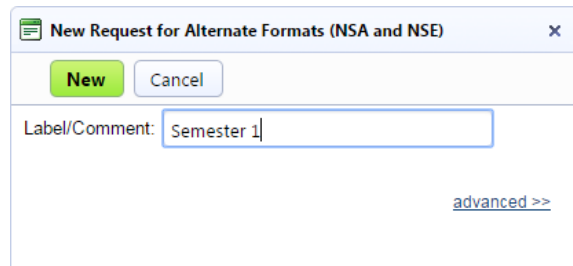 New Request for Alternate Formats (NSA and NSE)
New Cancel
Label/Comment: Semester 1
advanced >>